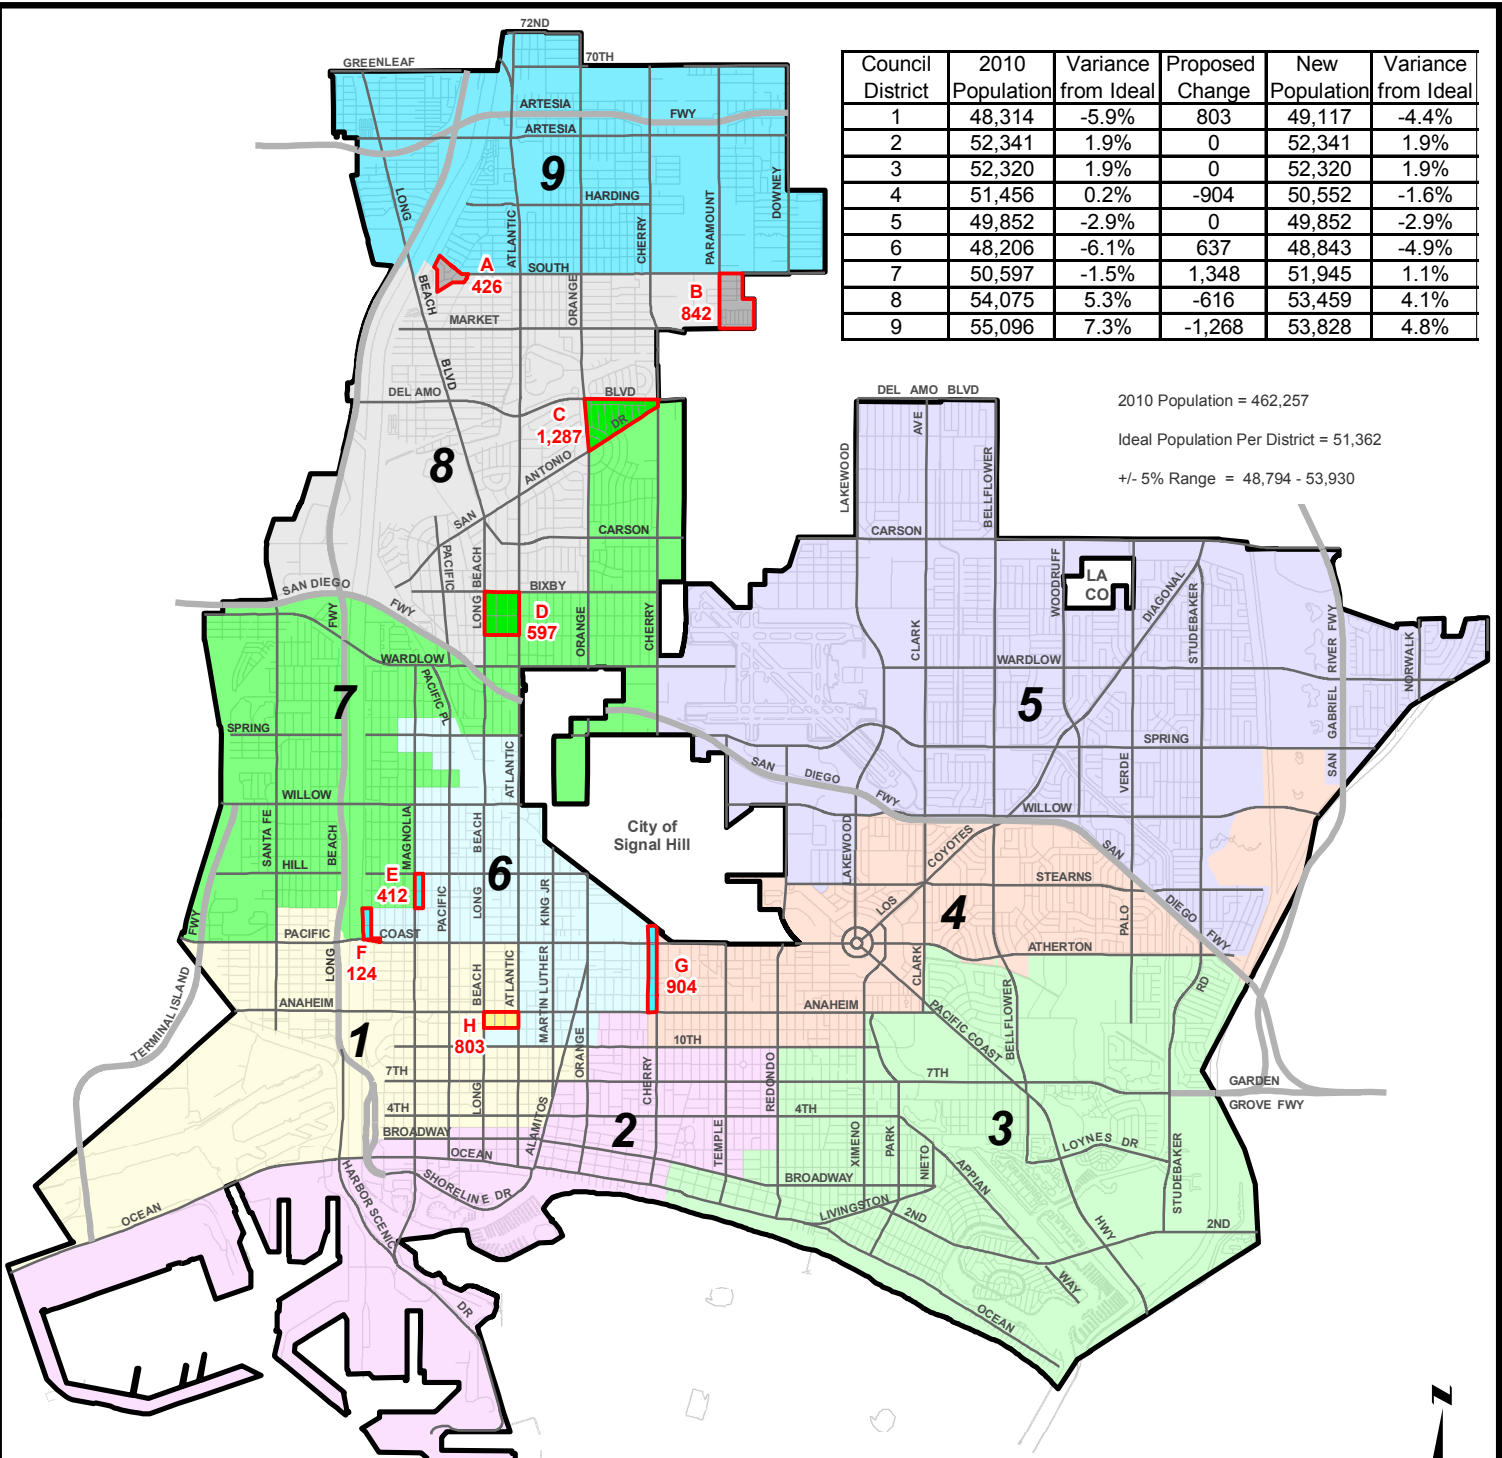 72ND
GREENLEAF
70TH
ARTESIA
FWY
ARTESIA
9
LONG
HARDING
ATLANTIC
CHERRY
PARAMOUNT
DOWNEY
SOUTH
A
426
BEACH
ORANGE
B
842
MARKET
BLVD
DEL AMO
BLVD
C
1,287
DR
ANTONIO
SAN
8
CARSON
PACIFIC
LONG BEACH
BIXBY
SAN DIEGO
FWY
FWY
D
597
ORANGE
CHERRY
WARDLOW
PACIFIC PL
7
SPRING
ATLANTIC
WILLOW
SANTA FE
BEACH
MAGNOLIA
BEACH
HILL
E
412
6
PACIFIC
LONG
KING JR
FWY
PACIFIC
COAST
F
124
LONG
G
904
ANAHEIM
BEACH
ATLANTIC
MARTIN LUTHER
TERMINAL ISLAND
H
803
1
10TH
ORANGE
7TH
LONG
CHERRY
4TH
ALAMITOS
2
BROADWAY
OCEAN
TEMPLE
REDONDO
4TH
HARBOR SCENIC
SHORELINE DR
OCEAN
DR
Council District	2010 Population	Variance from Ideal	Proposed Change	New Population	Variance from Ideal
1	48,314	-5.9%	803	49,117	-4.4%
2	52,341	1.9%	0	52,341	1.9%
3	52,320	1.9%	0	52,320	1.9%
4	51,456	0.2%	-904	50,552	-1.6%
5	49,852	-2.9%	0	49,852	-2.9%
6	48,206	-6.1%	637	48,843	-4.9%
7	50,597	-1.5%	1,348	51,945	1.1%
8	54,075	5.3%	-616	53,459	4.1%
9	55,096	7.3%	-1,268	53,828	4.8%
2010 Population = 462,257
Ideal Population Per District = 51,362
+/- 5% Range = 48,794 - 53,930
DEL AMO BLVD
AVE
LAKEWOOD
BELLFLOWER
CARSON
WOODRUFF
LA
CO
DIAGONAL
STUDEBAKER
CLARK
WARDLOW
5
SAN GABRIEL RIVER FWY
NORWALK
SPRING
SAN DIEGO FWY
VERDE
WILLOW
City of
Signal Hill
LAKEWOOD
COYOTES
SAN
STEARNS
LOS
4
PALO
DIEGO
FWY
ATHERTON
CLARK
ANAHEIM
BELLFLOWER
PACIFIC COAST
RD
7TH
GARDEN
GROVE FWY
3
XIMENO
PARK
NIETO
LOYNES DR
STUDEBAKER
BROADWAY
APPIAN
LIVINGSTON
2ND
HWY
2ND
WAY
OCEAN
z